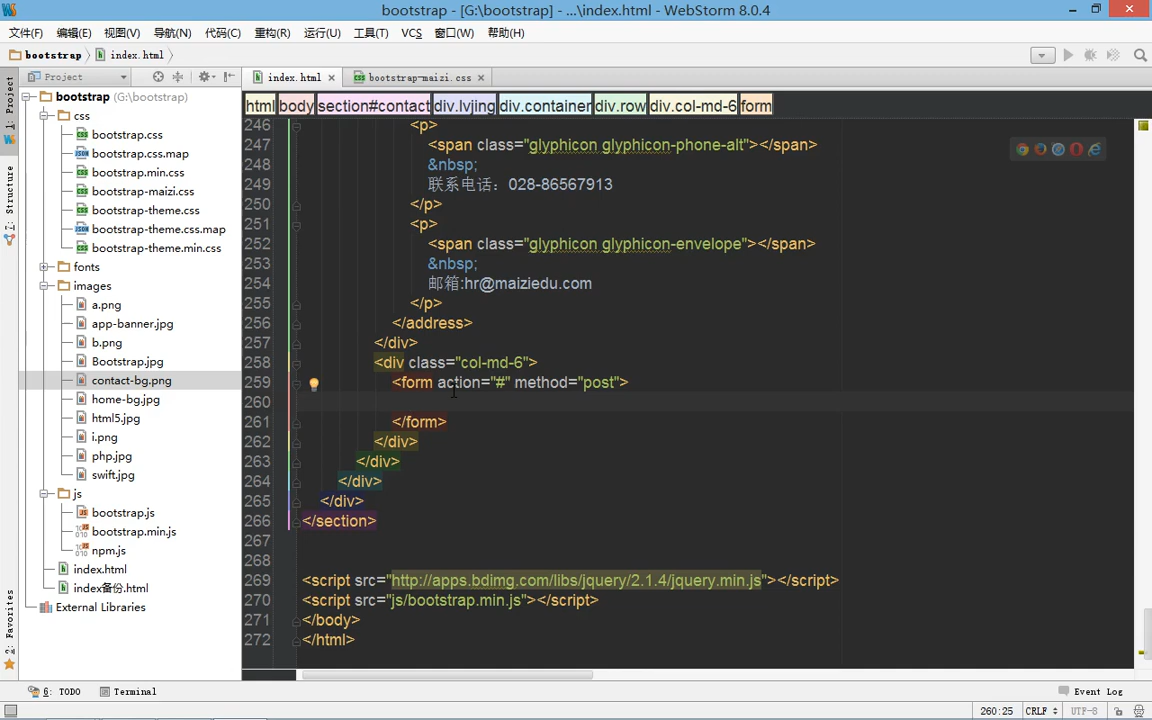 bootstrap - [G:\bootstrap] - ...\index.html - WebStorm 8.0.4
文件(F) 编辑(E) 视图(V) 导航(N) 代码(C) 重构(R) 运行(U) 工具(T) VCS 窗口(W) 帮助(H)
bootstrap index.html
Project
index.html
bootstrap-maizi.css
html body section#contact div.lvjing div.container div.row div.col-md-6 form
1: Project
7: Structure
2: Favorites
bootstrap (G:\bootstrap)
css
bootstrap.css
bootstrap.css.map
bootstrap.min.css
bootstrap-maizi.css
bootstrap-theme.css
bootstrap-theme.css.map
bootstrap-theme.min.css
fonts
images
a.png
app-banner.jpg
b.png
Bootstrap.jpg
contact-bg.png
home-bg.jpg
html5.jpg
i.png
php.jpg
swift.jpg
js
bootstrap.js
bootstrap.min.js
npm.js
index.html
index备份.html
External Libraries
246 <p>
247 <span class="glyphicon glyphicon-phone-alt"></span>
248 &nbsp;
249 联系电话：028-86567913
250 </p>
251 <p>
252 <span class="glyphicon glyphicon-envelope"></span>
253 &nbsp;
254 邮箱:hr@maiziedu.com
255 </p>
256 </address>
257 </div>
258 <div class="col-md-6">
259 <form action="#" method="post">
260
261 </form>
262 </div>
263 </div>
264 </div>
265 </div>
266 </section>
267
268
269 <script src="http://apps.bdimg.com/libs/jquery/2.1.4/jquery.min.js"></script>
270 <script src="js/bootstrap.min.js"></script>
271 </body>
272 </html>
6: TODO Terminal Event Log
260:25 CRLF UTF-8